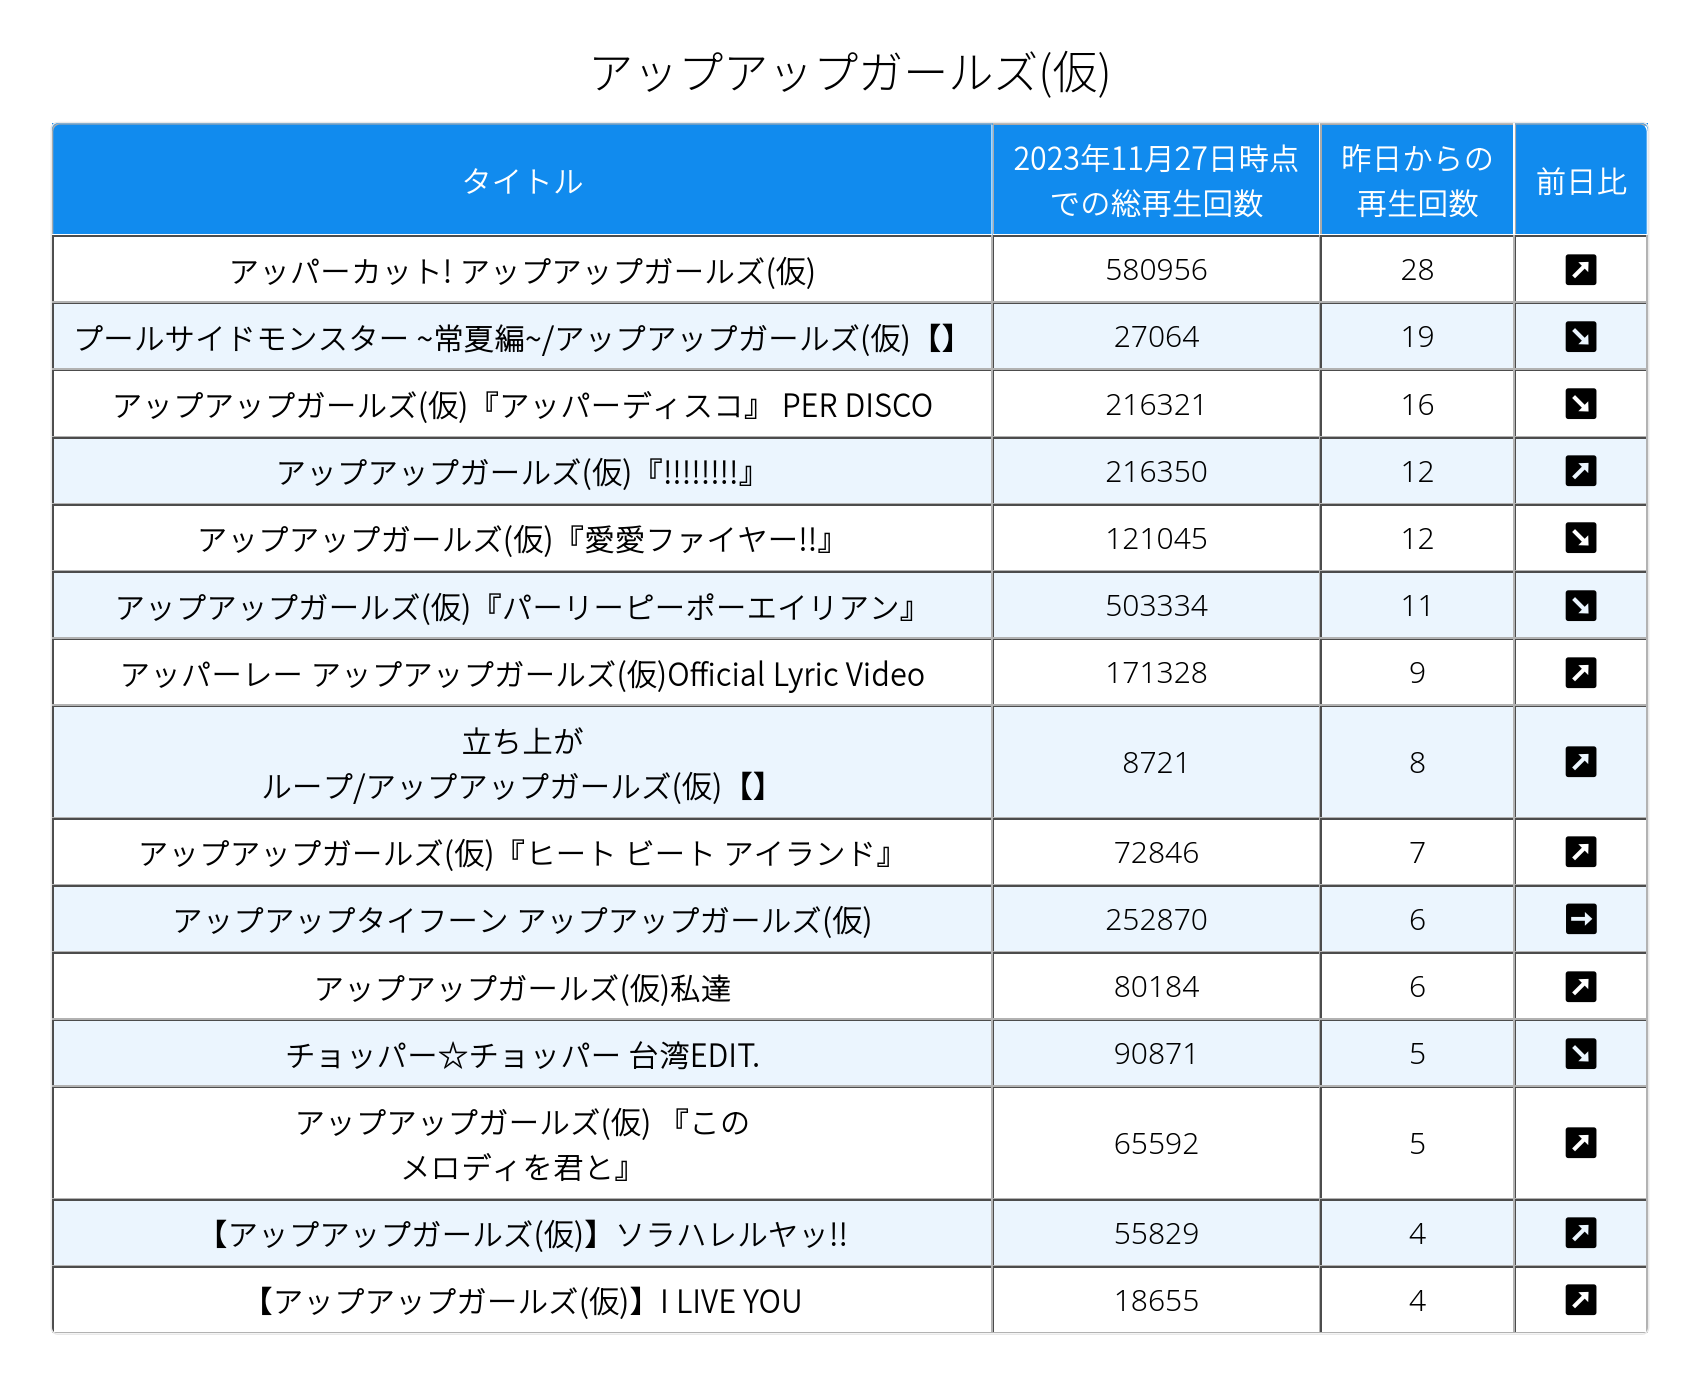 アップアップガールズ(仮)
タイトル
2023年11月27日時点
での総再生回数
昨日からの
再生回数
前日比
アッパーカット! アップアップガールズ(仮)
580956
28
↗
プールサイドモンスター ~常夏編~/アップアップガールズ(仮)【】
27064
19
↘
アップアップガールズ(仮)『アッパーディスコ』 PER DISCO
216321
16
↘
アップアップガールズ(仮)『!!!!!!!!』
216350
12
↗
アップアップガールズ(仮)『愛愛ファイヤー!!』
121045
12
↘
アップアップガールズ(仮)『パーリーピーポーエイリアン』
503334
11
↘
アッパーレー アップアップガールズ(仮)Official Lyric Video
171328
9
↗
立ち上が
ループ/アップアップガールズ(仮)【】
8721
8
↗
アップアップガールズ(仮)『ヒート ビート アイランド』
72846
7
↗
アップアップタイフーン アップアップガールズ(仮)
252870
6
→
アップアップガールズ(仮)私達
80184
6
↗
チョッパー☆チョッパー 台湾EDIT.
90871
5
↘
アップアップガールズ(仮) 『この
メロディを君と』
65592
5
↗
【アップアップガールズ(仮)】ソラハレルヤッ!!
55829
4
↗
【アップアップガールズ(仮)】I LIVE YOU
18655
4
↗